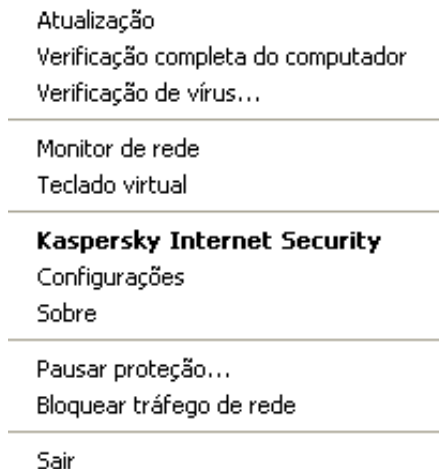 Atualização
Verificação completa do computador
Verificação de vírus...
Monitor de rede
Teclado virtual
Kaspersky Internet Security
Configurações
Sobre
Pausar proteção...
Bloquear tráfego de rede
Sair